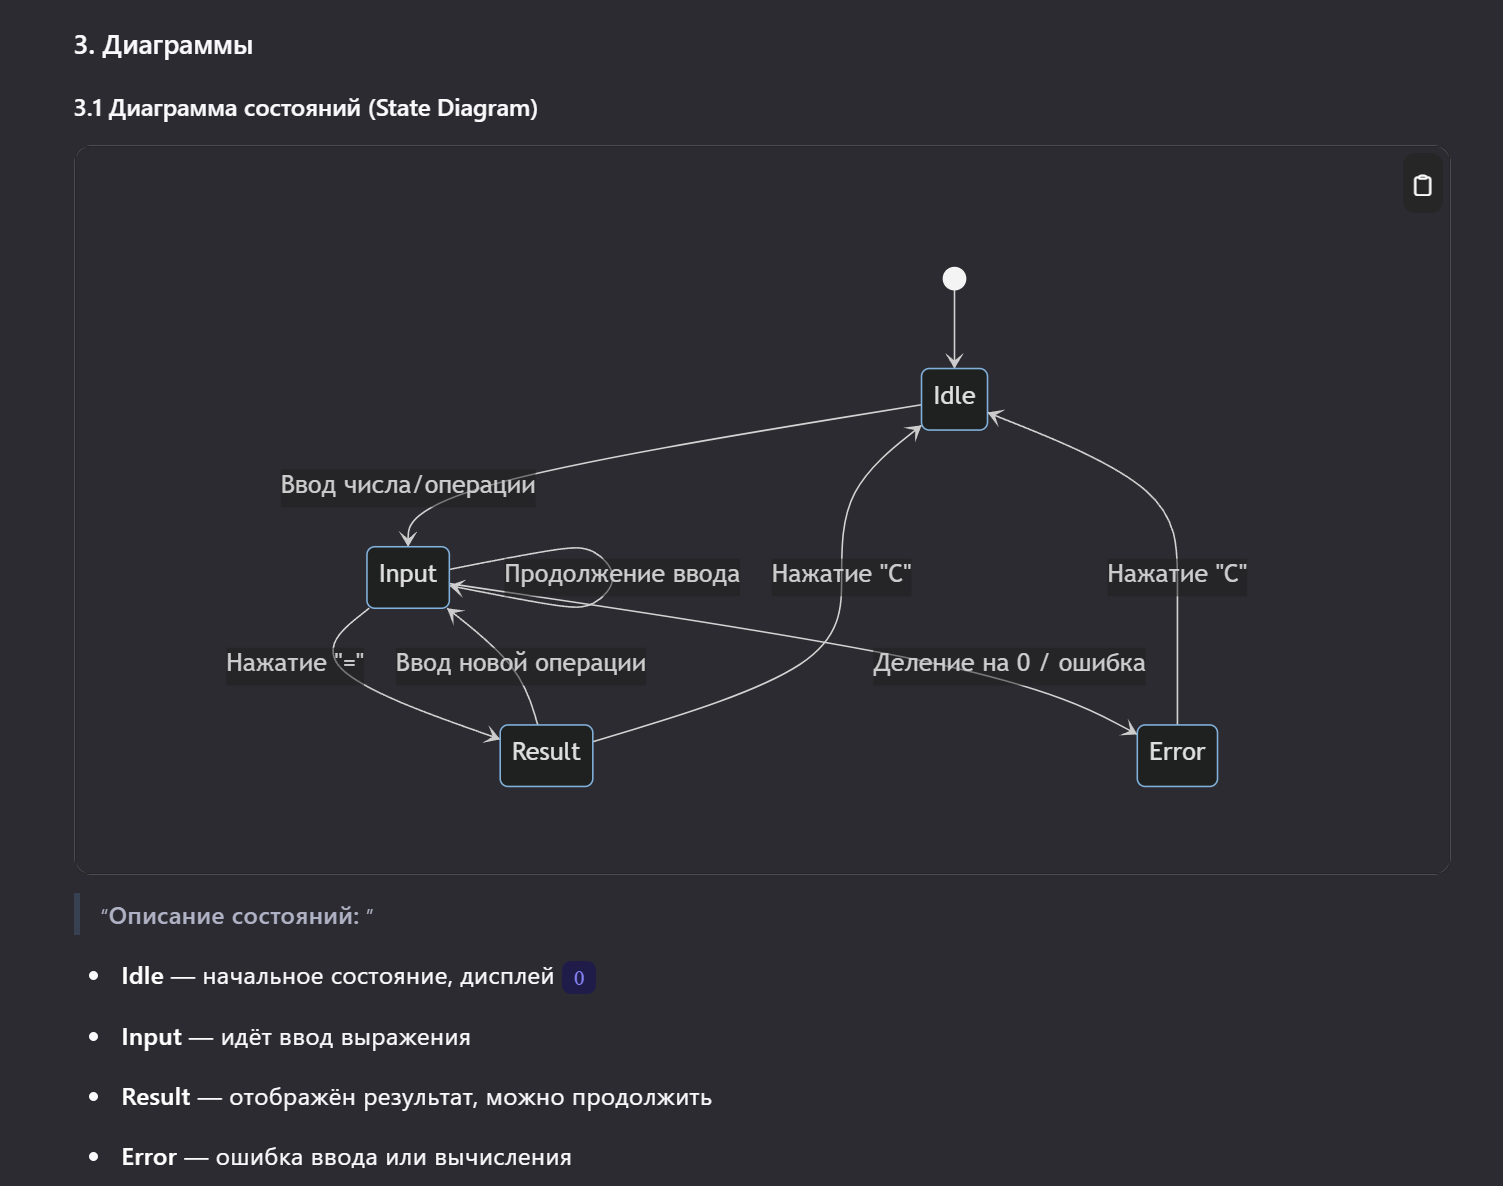 3. Диаграммы
3.1 Диаграмма состояний (State Diagram)
Idle
Ввод числа/операции
Input
Продолжение ввода
Нажатие "C"
Нажатие "C"
Нажатие "="
Ввод новой операции
Деление на 0 / ошибка
Result
Error
“Описание состояний: ”
Idle — начальное состояние, дисплей 0
Input — идёт ввод выражения
Result — отображён результат, можно продолжить
Error — ошибка ввода или вычисления